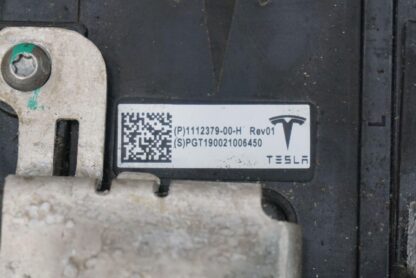 (P)1112379-00-H Rev01
(S)PGT190021006450
TESLA